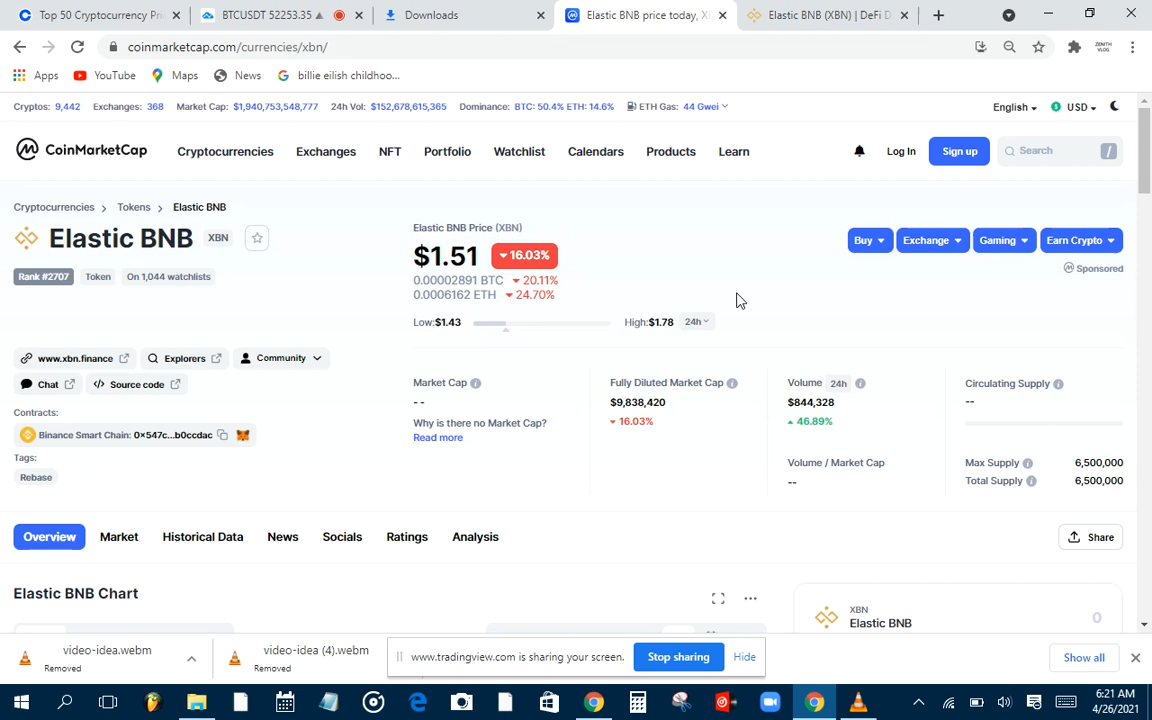 Top 50 Cryptocurrency Pri
BTCUSDT 52253.35
Downloads
Elastic BNB price today, X
Elastic BNB (XBN) | DeFi D
coinmarketcap.com/currencies/xbn/
ZENITH VLOG
Apps YouTube Maps News billie eilish childhoo...
Cryptos: 9,442 Exchanges: 368 Market Cap: $1,940,753,548,777 24h Vol: $152,678,615,365 Dominance: BTC: 50.4% ETH: 14.6% ETH Gas: 44 Gwei English USD
CoinMarketCap Cryptocurrencies Exchanges NFT Portfolio Watchlist Calendars Products Learn Log In Sign up Search /
Cryptocurrencies > Tokens > Elastic BNB
Elastic BNB XBN
Rank #2707 Token On 1,044 watchlists
Elastic BNB Price (XBN)
$1.51 16.03%
0.00002891 BTC 20.11%
0.0006162 ETH 24.70%
Low:$1.43 High:$1.78 24h
Buy Exchange Gaming Earn Crypto
Sponsored
www.xbn.finance Explorers Community
Chat Source code
Contracts:
Binance Smart Chain: 0×547c...b0ccdac
Tags:
Rebase
Market Cap
- -
Why is there no Market Cap?
Read more
Fully Diluted Market Cap
$9,838,420
16.03%
Volume 24h
$844,328
46.89%
Volume / Market Cap
--
Circulating Supply
--
Max Supply 6,500,000
Total Supply 6,500,000
Overview Market Historical Data News Socials Ratings Analysis Share
Elastic BNB Chart
XBN
Elastic BNB 0
video-idea.webm
Removed
video-idea (4).webm
Removed
www.tradingview.com is sharing your screen. Stop sharing Hide
Show all
6:21 AM
4/26/2021